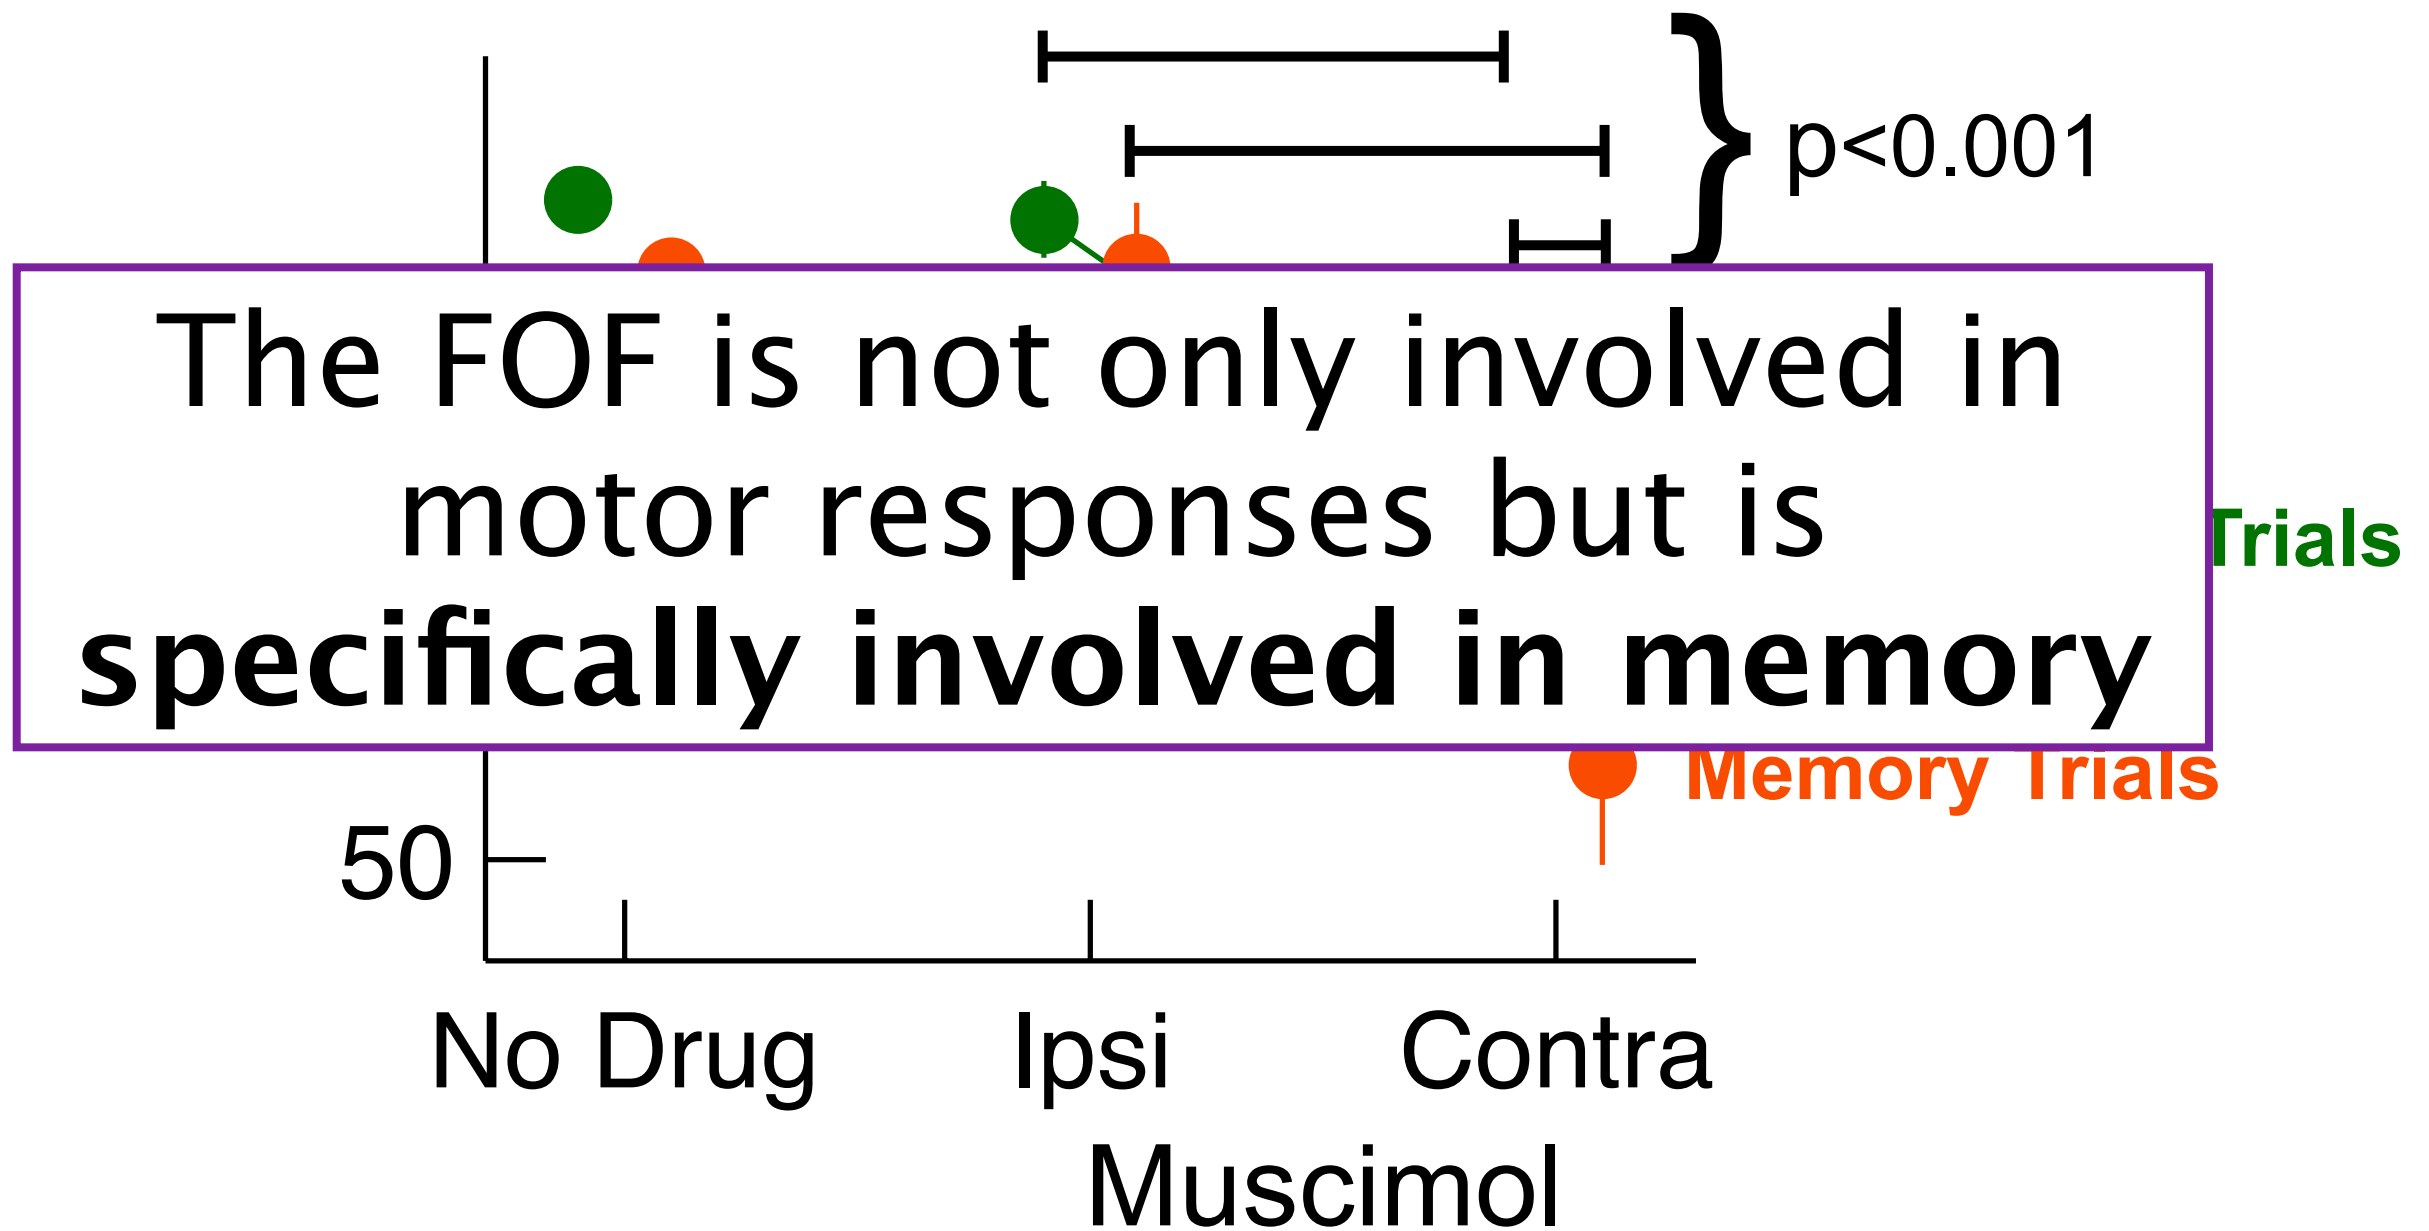 p<0.001
The FOF is not only involved in
motor responses but is
specifically involved in memory
Trials
Memory Trials
50
No Drug Ipsi Contra
Muscimol